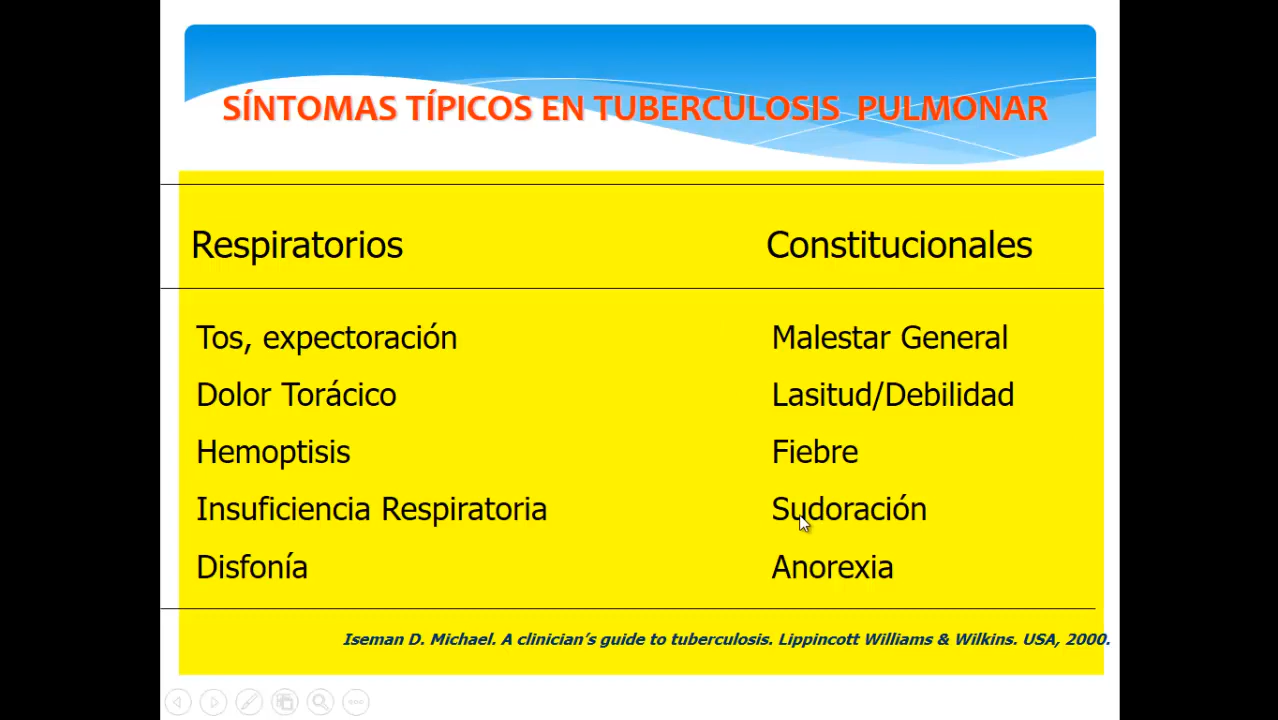 SÍNTOMAS TÍPICOS EN TUBERCULOSIS PULMONAR
Respiratorios
Constitucionales
Tos, expectoración
Malestar General
Dolor Torácico
Lasitud/Debilidad
Hemoptisis
Fiebre
Insuficiencia Respiratoria
Sudoración
Disfonía
Anorexia
Iseman D. Michael. A clinician's guide to tuberculosis. Lippincott Williams & Wilkins. USA, 2000.